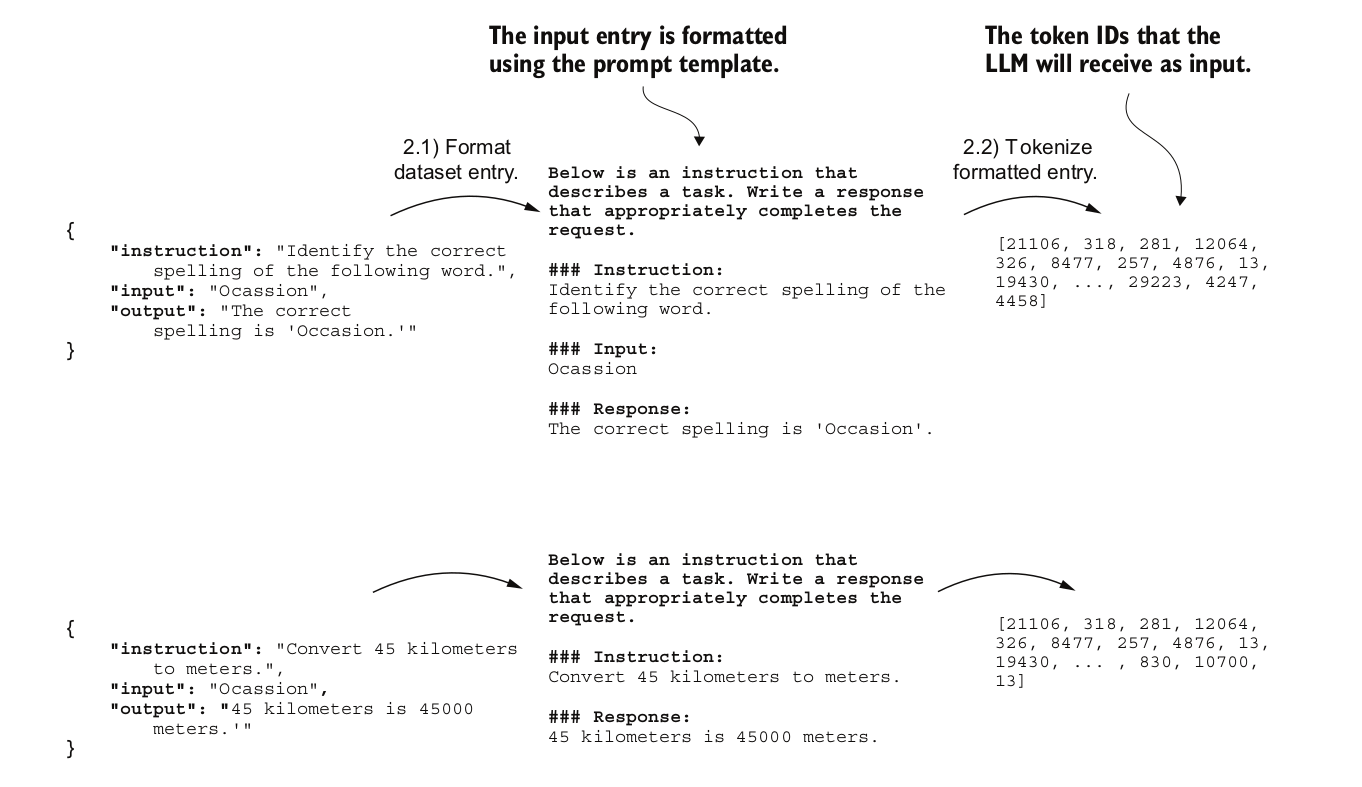 The input entry is formatted
using the prompt template.
The token IDs that the
LLM will receive as input.
2.1) Format
dataset entry.
2.2) Tokenize
formatted entry.
{
"instruction": "Identify the correct
spelling of the following word.",
"input": "Ocassion",
"output": "The correct
spelling is 'Occasion.'"
}
Below is an instruction that
describes a task. Write a response
that appropriately completes the
request.
### Instruction:
Identify the correct spelling of the
following word.
### Input:
Ocassion
### Response:
The correct spelling is 'Occasion'.
[21106, 318, 281, 12064,
326, 8477, 257, 4876, 13,
19430, ..., 29223, 4247,
4458]
{
"instruction": "Convert 45 kilometers
to meters.",
"input": "Ocassion",
"output": "45 kilometers is 45000
meters.'"
}
Below is an instruction that
describes a task. Write a response
that appropriately completes the
request.
### Instruction:
Convert 45 kilometers to meters.
### Response:
45 kilometers is 45000 meters.
[21106, 318, 281, 12064,
326, 8477, 257, 4876, 13,
19430, ... , 830, 10700,
13]